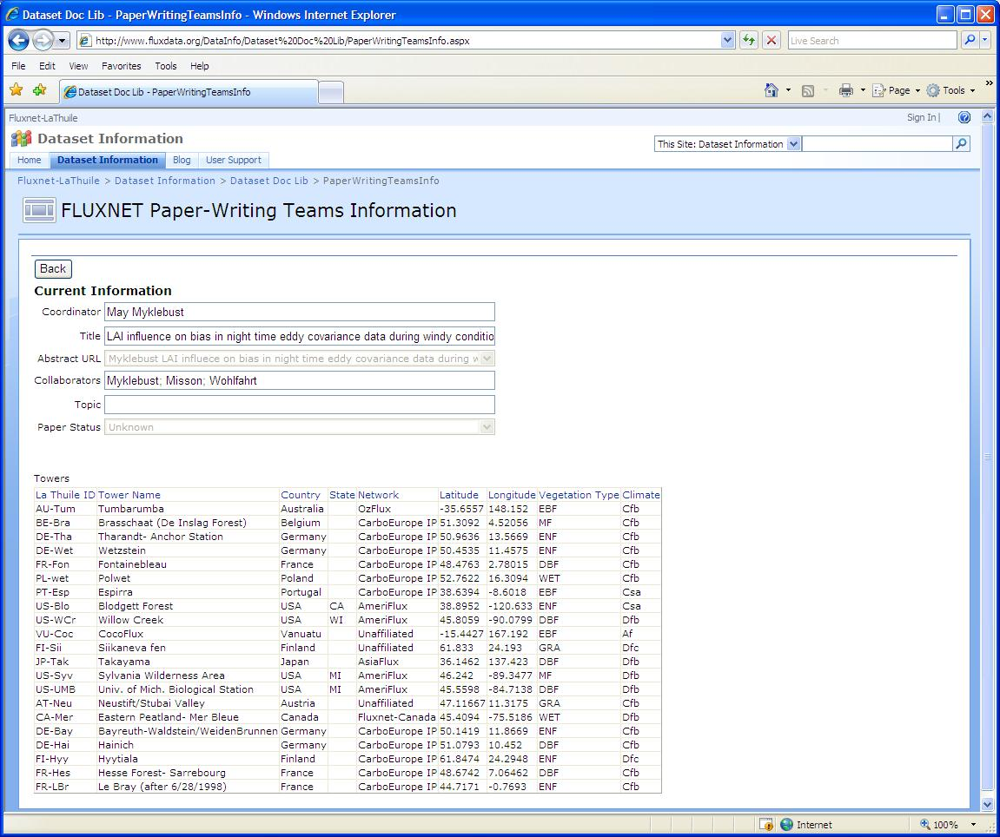 Dataset Doc Lib - PaperWritingTeamsInfo - Windows Internet Explorer
http://www.fluxdata.org/DataInfo/Dataset%20Doc%20Lib/PaperWritingTeamsInfo.aspx Live Search
File Edit View Favorites Tools Help
Dataset Doc Lib - PaperWritingTeamsInfo Page Tools
Fluxnet-LaThuile Sign In |
Dataset Information This Site: Dataset Information
Home Dataset Information Blog User Support
Fluxnet-LaThuile > Dataset Information > Dataset Doc Lib > PaperWritingTeamsInfo
FLUXNET Paper-Writing Teams Information
Back
Current Information
Coordinator May Myklebust
Title LAI influence on bias in night time eddy covariance data during windy conditio
Abstract URL Myklebust LAI influece on bias in night time eddy covariance data during w
Collaborators Myklebust; Misson; Wohlfahrt
Topic
Paper Status Unknown
Towers
La Thuile ID Tower Name Country State Network Latitude Longitude Vegetation Type Climate
AU-Tum Tumbarumba Australia OzFlux -35.6557 148.152 EBF Cfb
BE-Bra Brasschaat (De Inslag Forest) Belgium CarboEurope IP 51.3092 4.52056 MF Cfb
DE-Tha Tharandt- Anchor Station Germany CarboEurope IP 50.9636 13.5669 ENF Cfb
DE-Wet Wetzstein Germany CarboEurope IP 50.4535 11.4575 ENF Cfb
FR-Fon Fontainebleau France CarboEurope IP 48.4763 2.78015 DBF Cfb
PL-wet Polwet Poland CarboEurope IP 52.7622 16.3094 WET Cfb
PT-Esp Espirra Portugal CarboEurope IP 38.6394 -8.6018 EBF Csa
US-Blo Blodgett Forest USA CA AmeriFlux 38.8952 -120.633 ENF Csa
US-WCr Willow Creek USA WI AmeriFlux 45.8059 -90.0799 DBF Dfb
VU-Coc CocoFlux Vanuatu Unaffiliated -15.4427 167.192 EBF Af
FI-Sii Siikaneva fen Finland Unaffiliated 61.833 24.193 GRA Dfc
JP-Tak Takayama Japan AsiaFlux 36.1462 137.423 DBF Dfb
US-Syv Sylvania Wilderness Area USA MI AmeriFlux 46.242 -89.3477 MF Dfb
US-UMB Univ. of Mich. Biological Station USA MI AmeriFlux 45.5598 -84.7138 DBF Dfb
AT-Neu Neustift/Stubai Valley Austria Unaffiliated 47.11667 11.3175 GRA Cfb
CA-Mer Eastern Peatland- Mer Bleue Canada Fluxnet-Canada 45.4094 -75.5186 WET Dfb
DE-Bay Bayreuth-Waldstein/WeidenBrunnen Germany CarboEurope IP 50.1419 11.8669 ENF Cfb
DE-Hai Hainich Germany CarboEurope IP 51.0793 10.452 DBF Cfb
FI-Hyy Hyytiala Finland CarboEurope IP 61.8474 24.2948 ENF Dfc
FR-Hes Hesse Forest- Sarrebourg France CarboEurope IP 48.6742 7.06462 DBF Cfb
FR-LBr Le Bray (after 6/28/1998) France CarboEurope IP 44.7171 -0.7693 ENF Cfb
Internet 100%